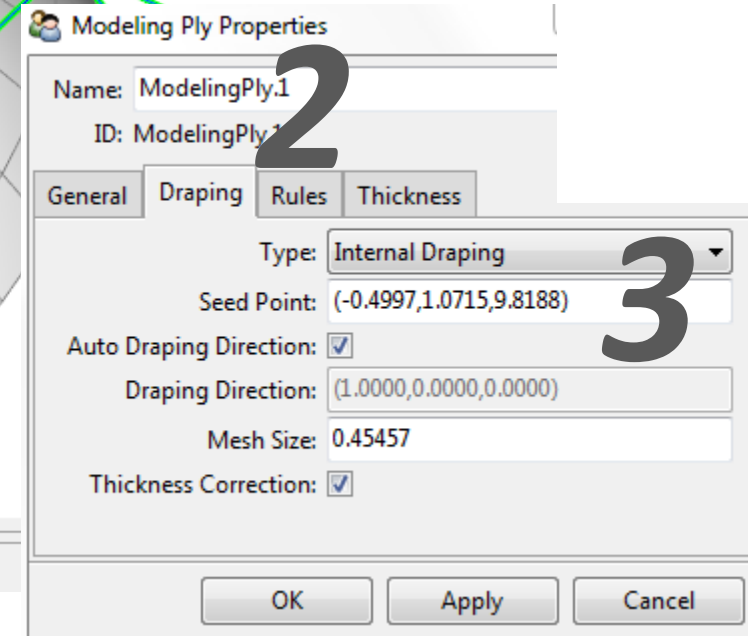 Modeling Ply Properties
2
Name: ModelingPly.1
ID: ModelingPly.1
General Draping Rules Thickness
Type: Internal Draping
3
Seed Point: (-0.4997,1.0715,9.8188)
Auto Draping Direction:
Draping Direction: (1.0000,0.0000,0.0000)
Mesh Size: 0.45457
Thickness Correction:
OK Apply Cancel